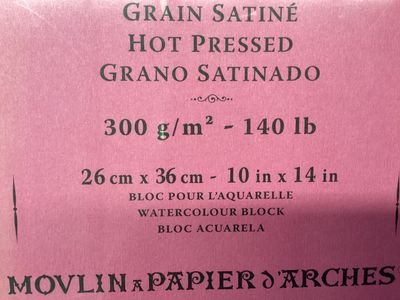 GRAIN SATINÉ
HOT PRESSED
GRANO SATINADO
300 g/m² - 140 lb
26 cm x 36 cm - 10 in x 14 in
BLOC POUR L'AQUARELLE
WATERCOLOUR BLOCK
BLOC ACUARELA
MOVLIN A PAPIER D'ARCHES